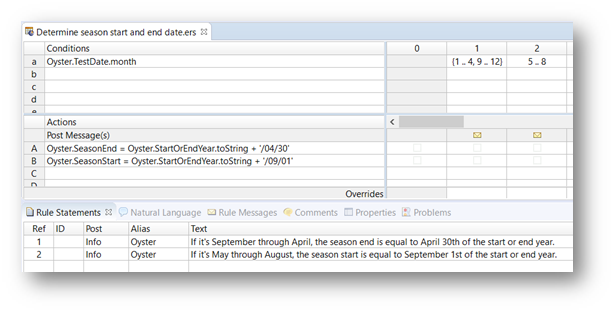 Determine season start and end date.ers
Conditions 0 1 2
a Oyster.TestDate.month {1 .. 4, 9 .. 12} 5 .. 8
b
c
d
e
Actions <
Post Message(s)
A Oyster.SeasonEnd = Oyster.StartOrEndYear.toString + '/04/30'
B Oyster.SeasonStart = Oyster.StartOrEndYear.toString + '/09/01'
C
D
Overrides
Rule Statements Natural Language Rule Messages Comments Properties Problems
Ref ID Post Alias Text
1 Info Oyster If it's September through April, the season end is equal to April 30th of the start or end year.
2 Info Oyster If it's May through August, the season start is equal to September 1st of the start or end year.